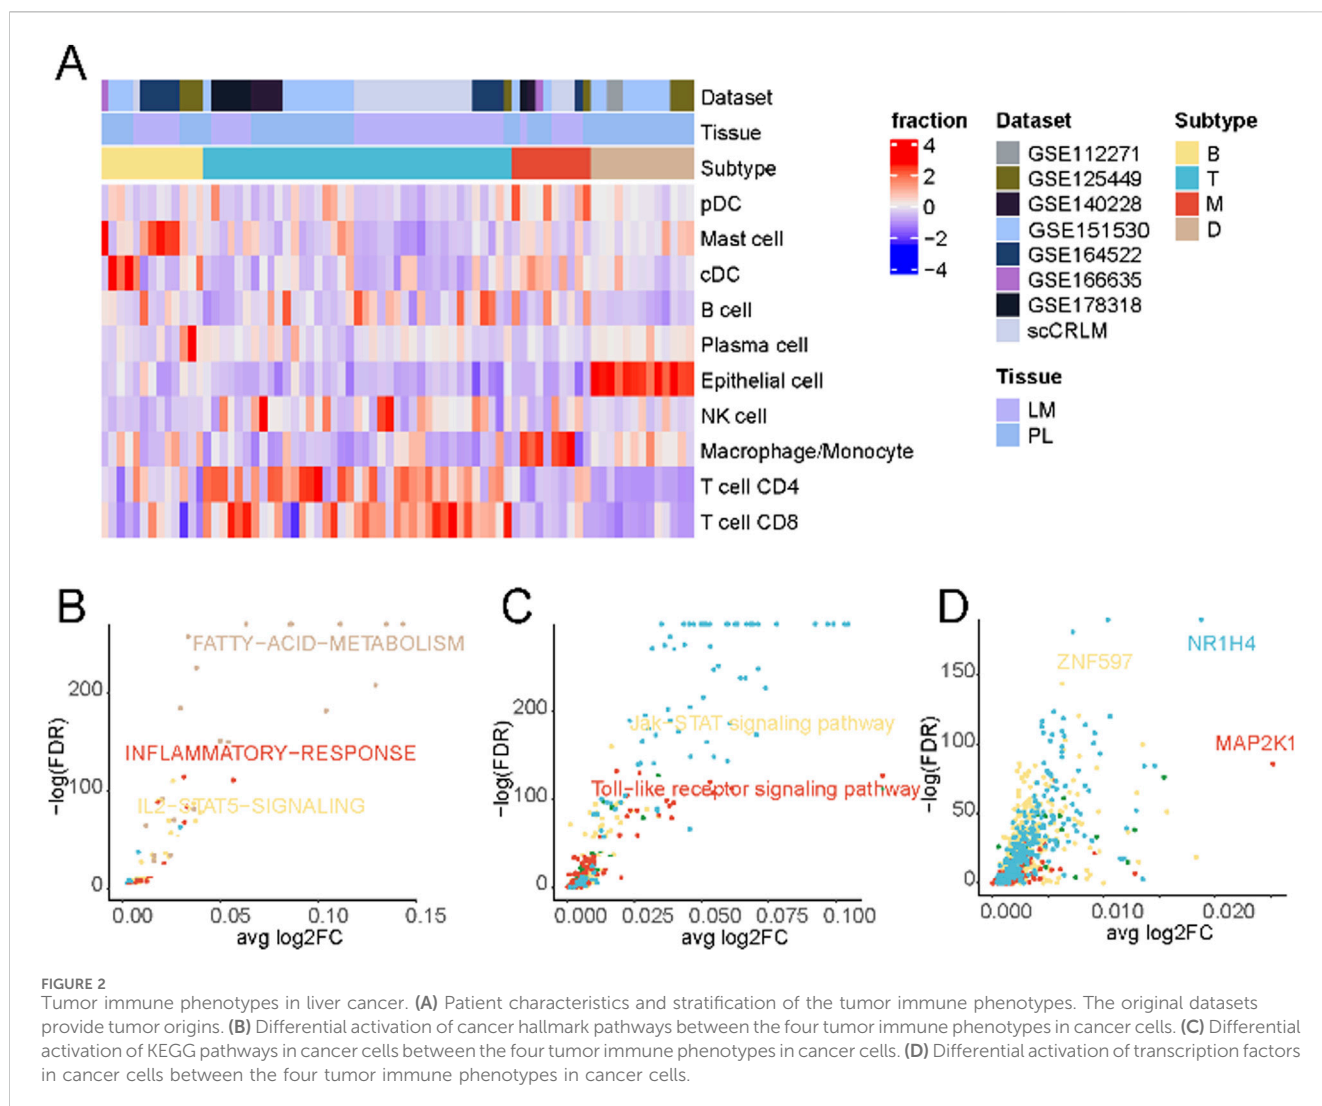 A
Dataset
Tissue
Subtype
pDC
Mast cell
cDC
B cell
Plasma cell
Epithelial cell
NK cell
Macrophage/Monocyte
T cell CD4
T cell CD8
fraction
4
2
0
−2
−4
Dataset
GSE112271
GSE125449
GSE140228
GSE151530
GSE164522
GSE166635
GSE178318
scCRLM
Tissue
LM
PL
Subtype
B
T
M
D
B
−log(FDR)
200
100
0
FATTY−ACID−METABOLISM
INFLAMMATORY−RESPONSE
IL2−STAT5−SIGNALING
0.00 0.05 0.10 0.15
avg log2FC
C
−log(FDR)
200
100
0
Jak−STAT signaling pathway
Toll−like receptor signaling pathway
0.000 0.025 0.050 0.075 0.100
avg log2FC
D
−log(FDR)
150
100
50
0
ZNF597
NR1H4
MAP2K1
0.000 0.010 0.020
avg log2FC
FIGURE 2
Tumor immune phenotypes in liver cancer. (A) Patient characteristics and stratification of the tumor immune phenotypes. The original datasets
provide tumor origins. (B) Differential activation of cancer hallmark pathways between the four tumor immune phenotypes in cancer cells. (C) Differential
activation of KEGG pathways in cancer cells between the four tumor immune phenotypes in cancer cells. (D) Differential activation of transcription factors
in cancer cells between the four tumor immune phenotypes in cancer cells.